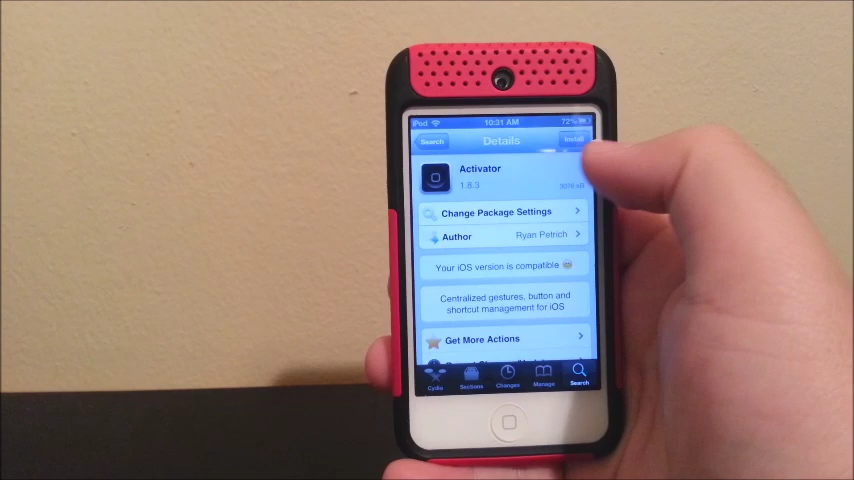 iPod 10:31 AM 72%
Search Details Install
Activator
1.8.3 3076 kB
Change Package Settings
Author Ryan Petrich
Your iOS version is compatible
Centralized gestures, button and
shortcut management for iOS
Get More Actions
Cydia Sections Changes Manage Search